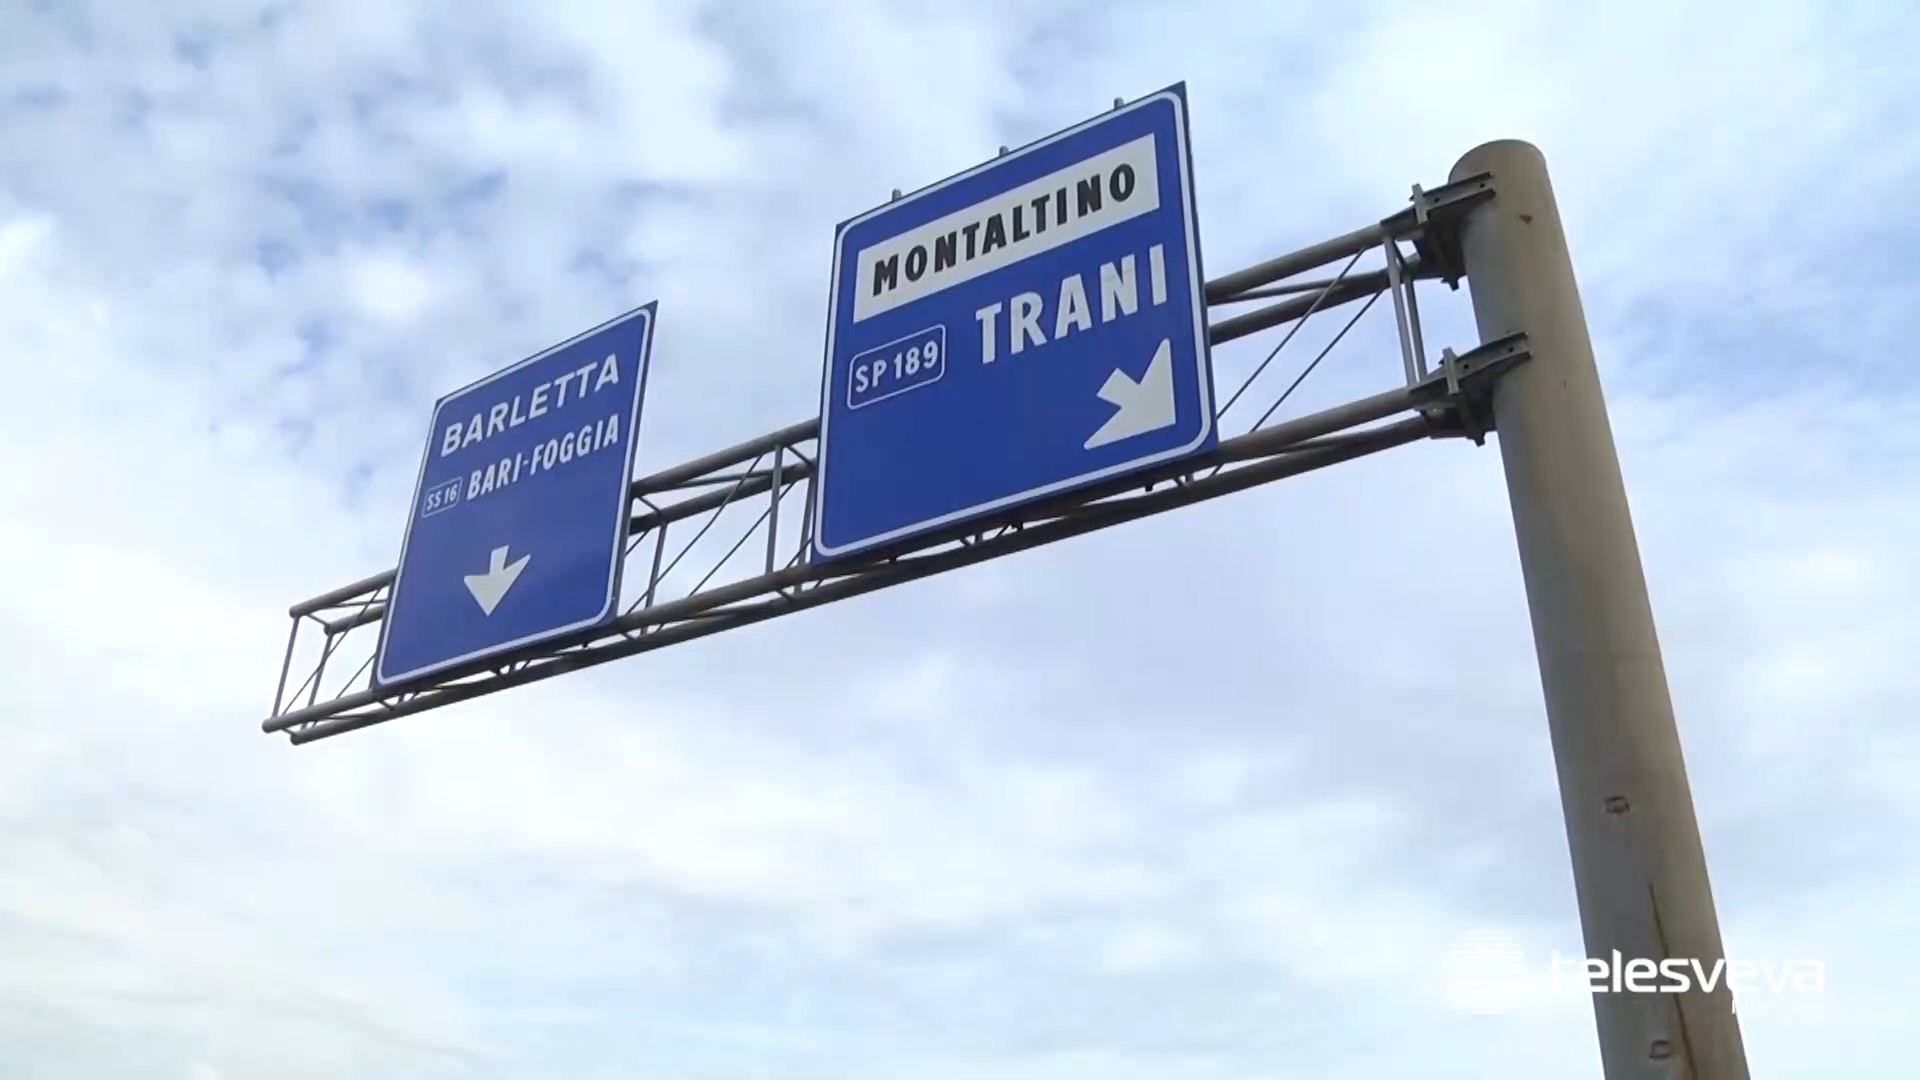 BARLETTA
SS 16 BARI-FOGGIA
MONTALTINO
TRANI
SP 189
telesveva